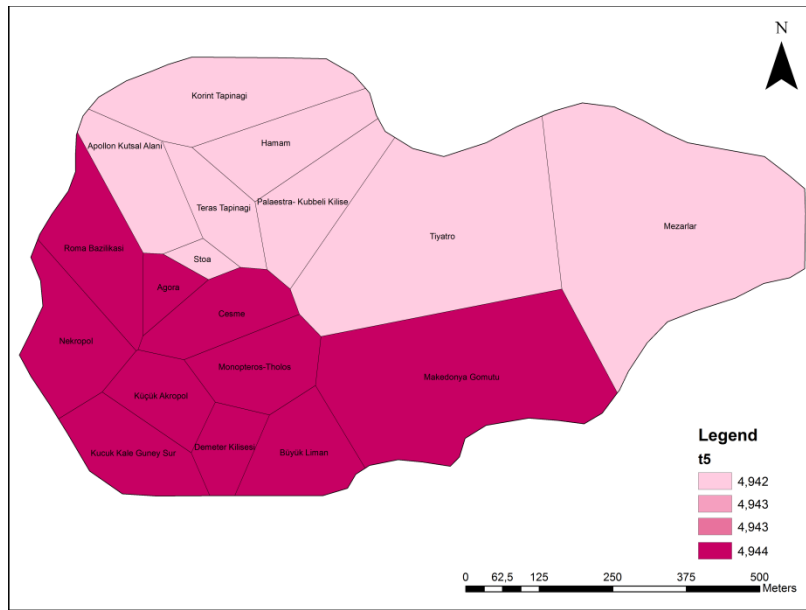 N
Korint Tapinagi
Hamam
Apollon Kutsal Alani
Teras Tapinagi
Palaestra- Kubbeli Kilise
Tiyatro
Mezarlar
Roma Bazilikasi
Stoa
Agora
Cesme
Nekropol
Monopteros-Tholos
Makedonya Gomutu
Küçük Akropol
Kucuk Kale Guney Sur
Demeter Kilisesi
Büyük Liman
Legend
t5
4,942
4,943
4,943
4,944
0 62,5 125 250 375 500
Meters